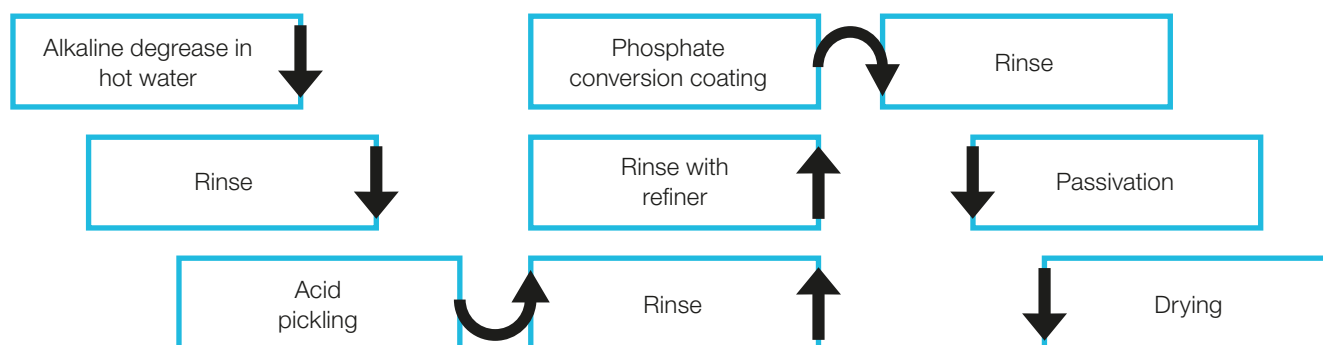 Alkaline degrease in
hot water
Rinse
Acid
pickling
Rinse
Rinse with
refiner
Phosphate
conversion coating
Rinse
Passivation
Drying